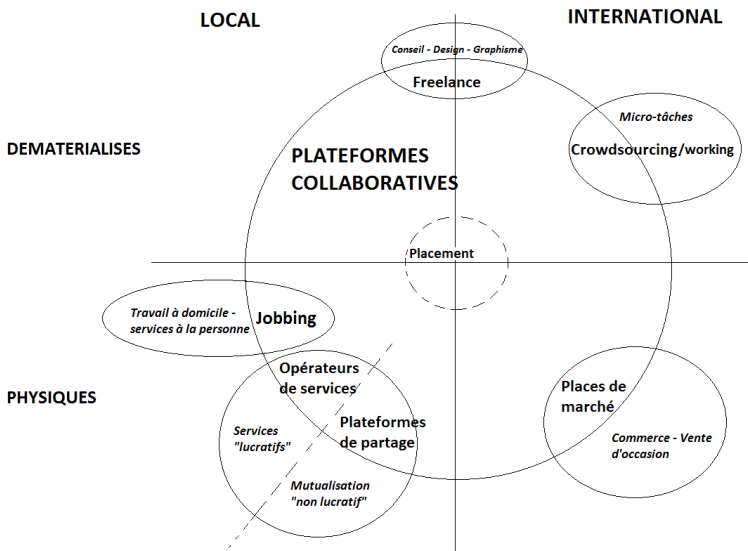 LOCAL
INTERNATIONAL
Conseil - Design - Graphisme
Freelance
Micro-tâches
Crowdsourcing/working
DEMATERIALISES
PLATEFORMES
COLLABORATIVES
Placement
Travail à domicile -
services à la personne
Jobbing
Opérateurs
de services
PHYSIQUES
Services
"lucratifs"
Plateformes
de partage
Mutualisation
"non lucratif"
Places de
marché
Commerce - Vente
d'occasion